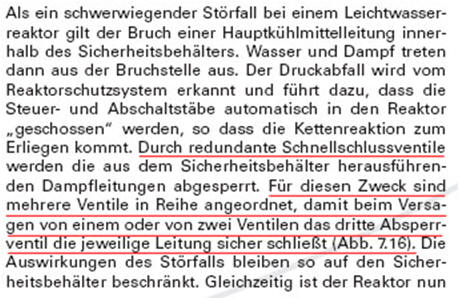 Als ein schwerwiegender Störfall bei einem Leichtwasser-
reaktor gilt der Bruch einer Hauptkühlmittelleitung inner-
halb des Sicherheitsbehälters. Wasser und Dampf treten
dann aus der Bruchstelle aus. Der Druckabfall wird vom
Reaktorschutzsystem erkannt und führt dazu, dass die
Steuer- und Abschaltstäbe automatisch in den Reaktor
„geschossen" werden, so dass die Kettenreaktion zum
Erliegen kommt. Durch redundante Schnellschlussventile
werden die aus dem Sicherheitsbehälter herausführen-
den Dampfleitungen abgesperrt. Für diesen Zweck sind
mehrere Ventile in Reihe angeordnet, damit beim Versa-
gen von einem oder von zwei Ventilen das dritte Absperr-
ventil die jeweilige Leitung sicher schließt (Abb. 7.16). Die
Auswirkungen des Störfalls bleiben so auf den Sicher-
heitsbehälter beschränkt. Gleichzeitig ist der Reaktor nun